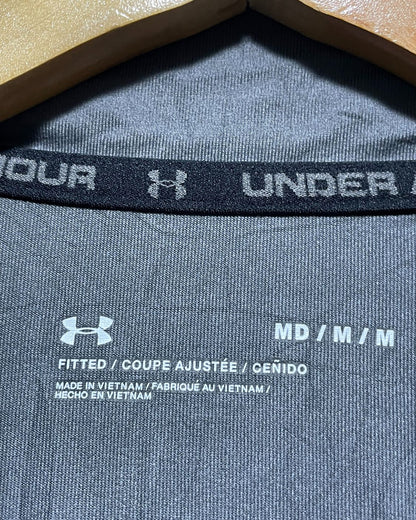 OUR UNDER A
MD / M / M
FITTED / COUPE AJUSTÉE / CEÑIDO
MADE IN VIETNAM / FABRIQUÉ AU VIETNAM /
HECHO EN VIETNAM